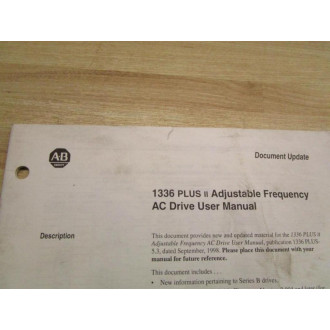 AB
Document Update
1336 PLUS II Adjustable Frequency
AC Drive User Manual
Description
This document provides new and updated material for the 1336 PLUS II
Adjustable Frequency AC Drive User Manual, publication 1336 PLUS-
5.3, dated September, 1998. Please place this document with your
manual for future reference.
This document includes . . .
• New information pertaining to Series B drives.